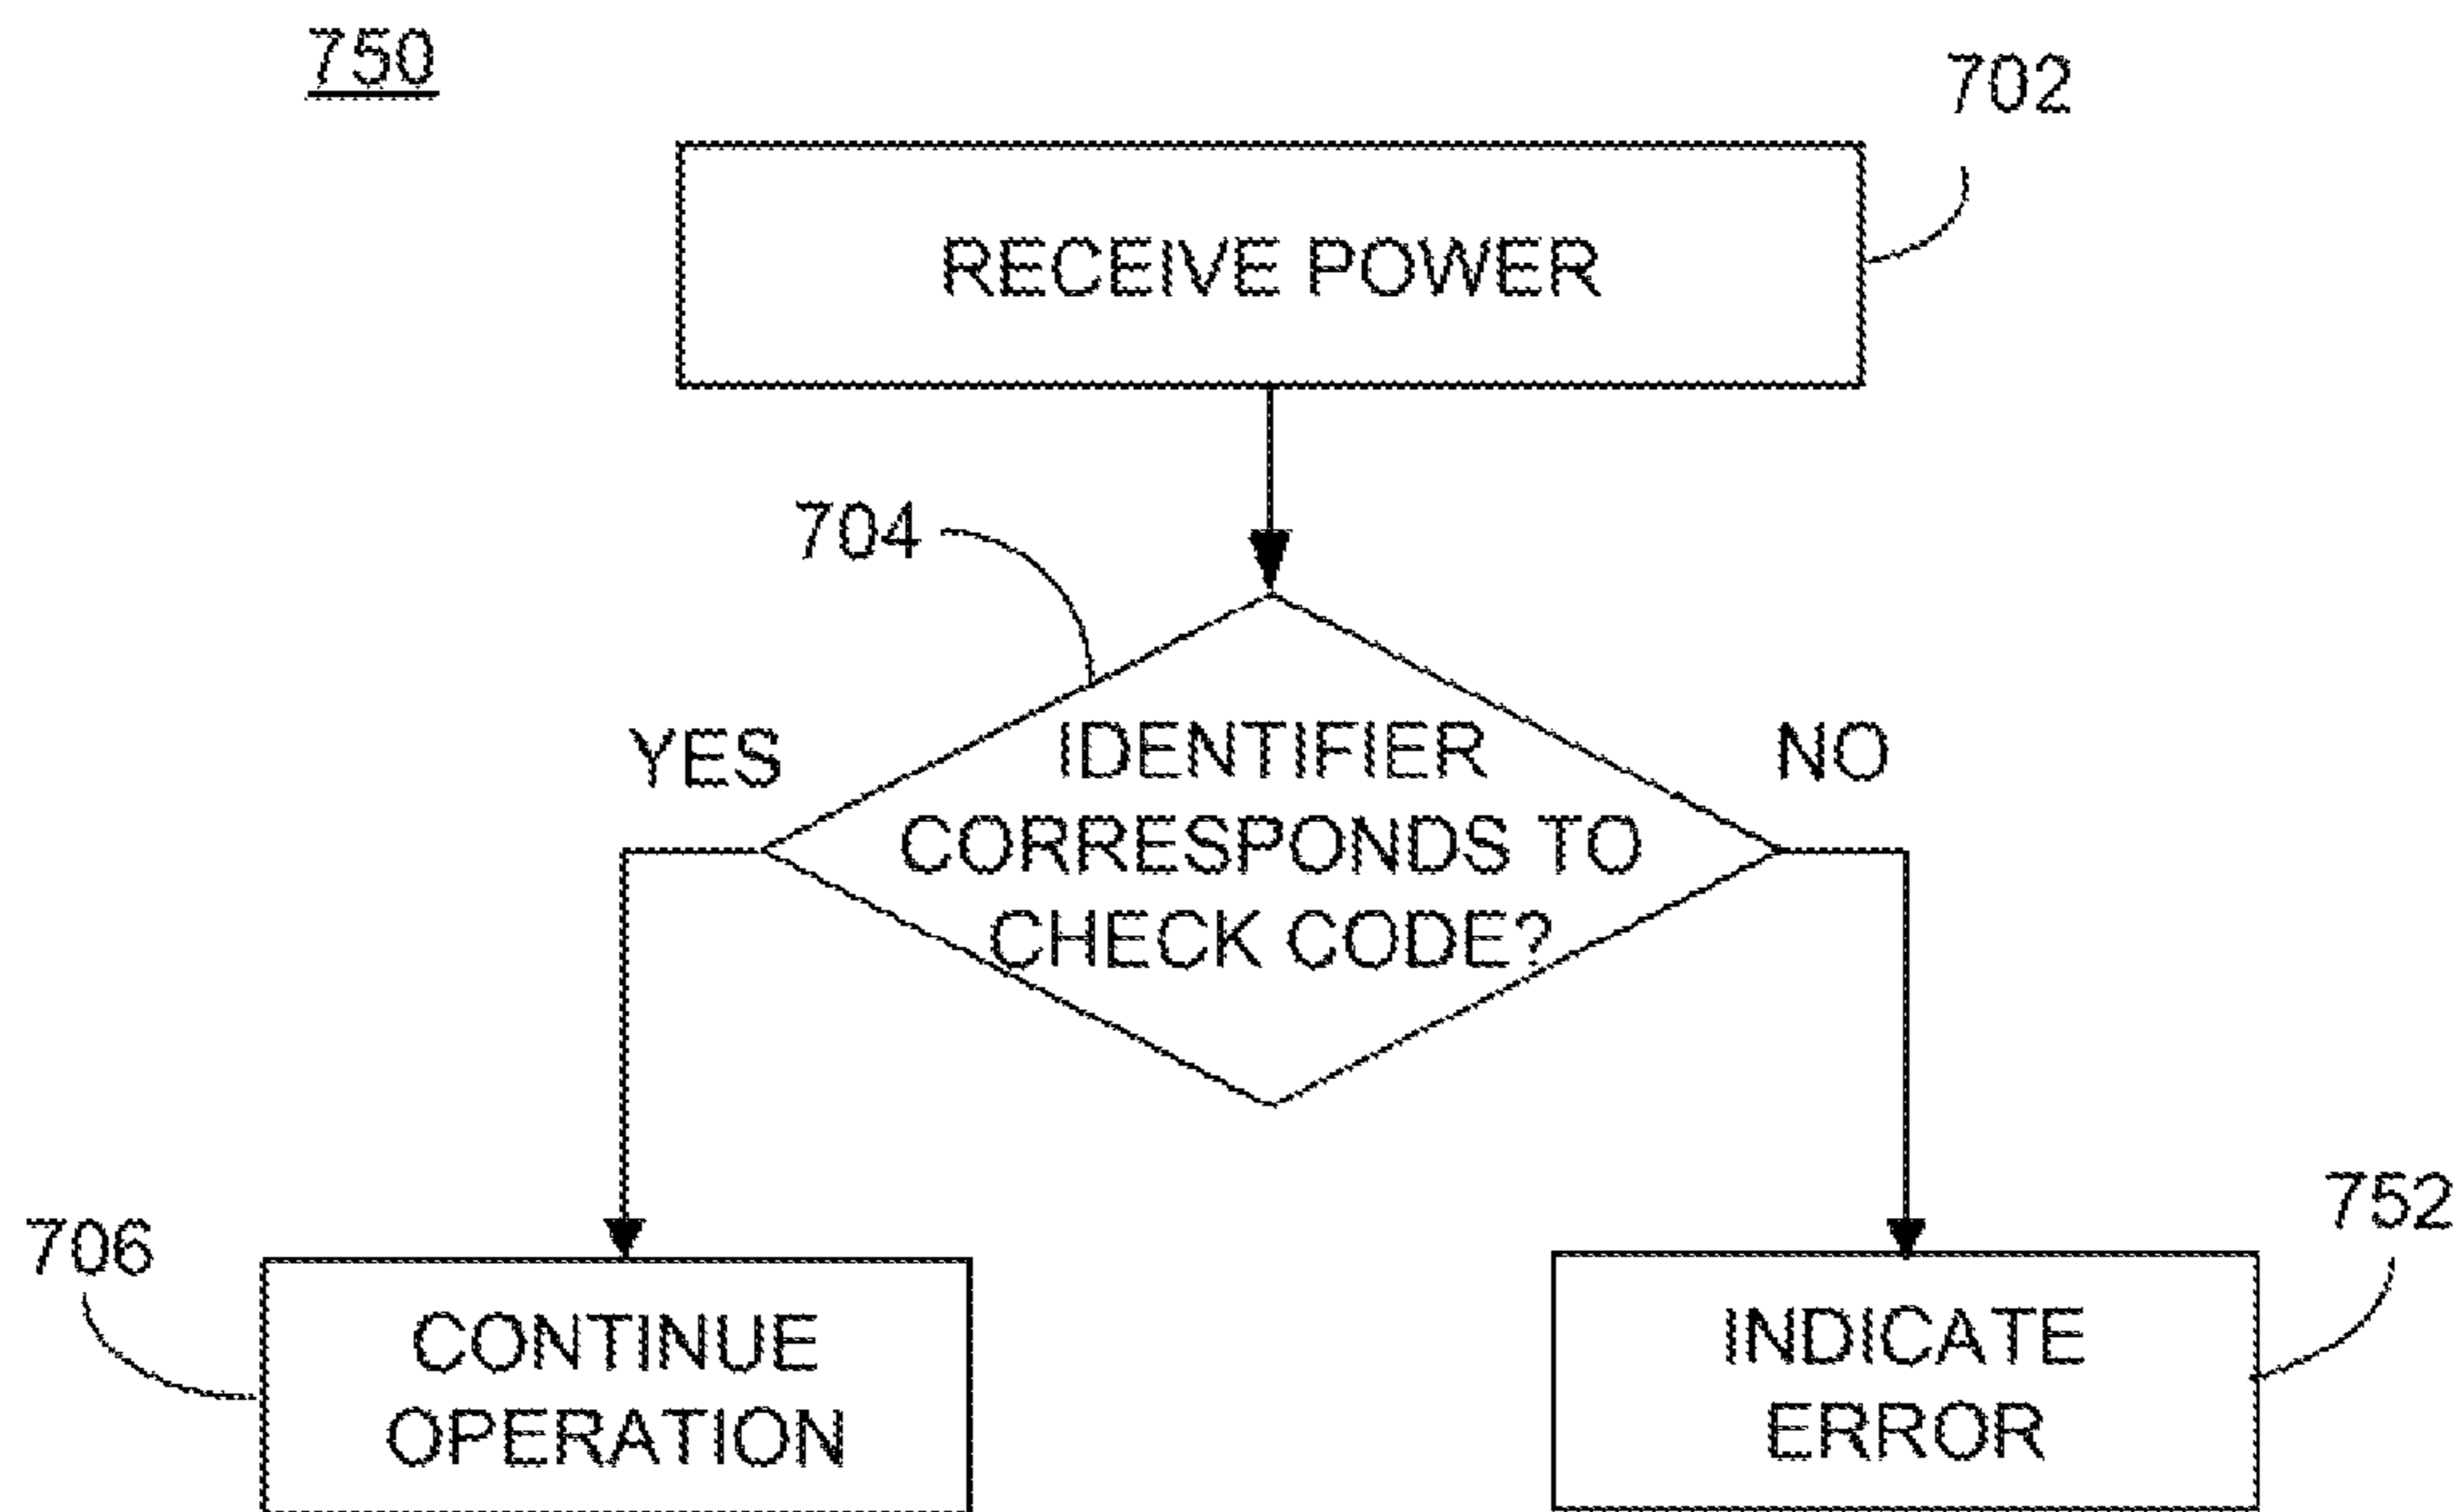 750
702
RECEIVE POWER
704
YES
NO
IDENTIFIER
CORRESPONDS TO
CHECK CODE?
706
752
CONTINUE
OPERATION
INDICATE
ERROR